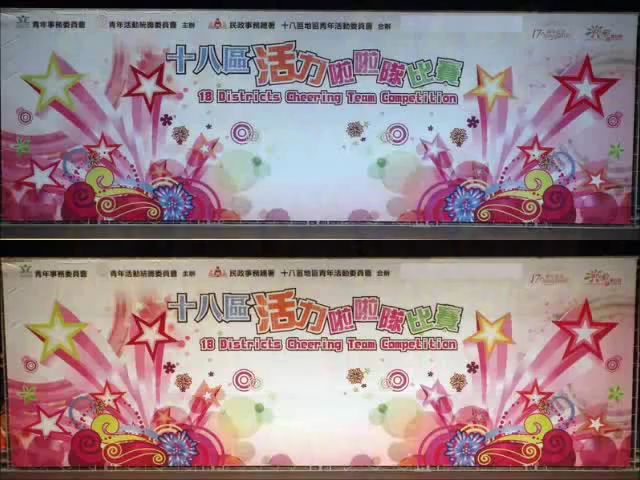 青年事務委員會 青年活動統籌委員會 主辦 民政事務總署 十八區地區青年活動委員會 合辦
十八區 活力啦啦隊比賽
18 Districts Cheering Team Competition
青年事務委員會 青年活動統籌委員會 主辦 民政事務總署 十八區地區青年活動委員會 合辦
十八區 活力啦啦隊比賽
18 Districts Cheering Team Competition